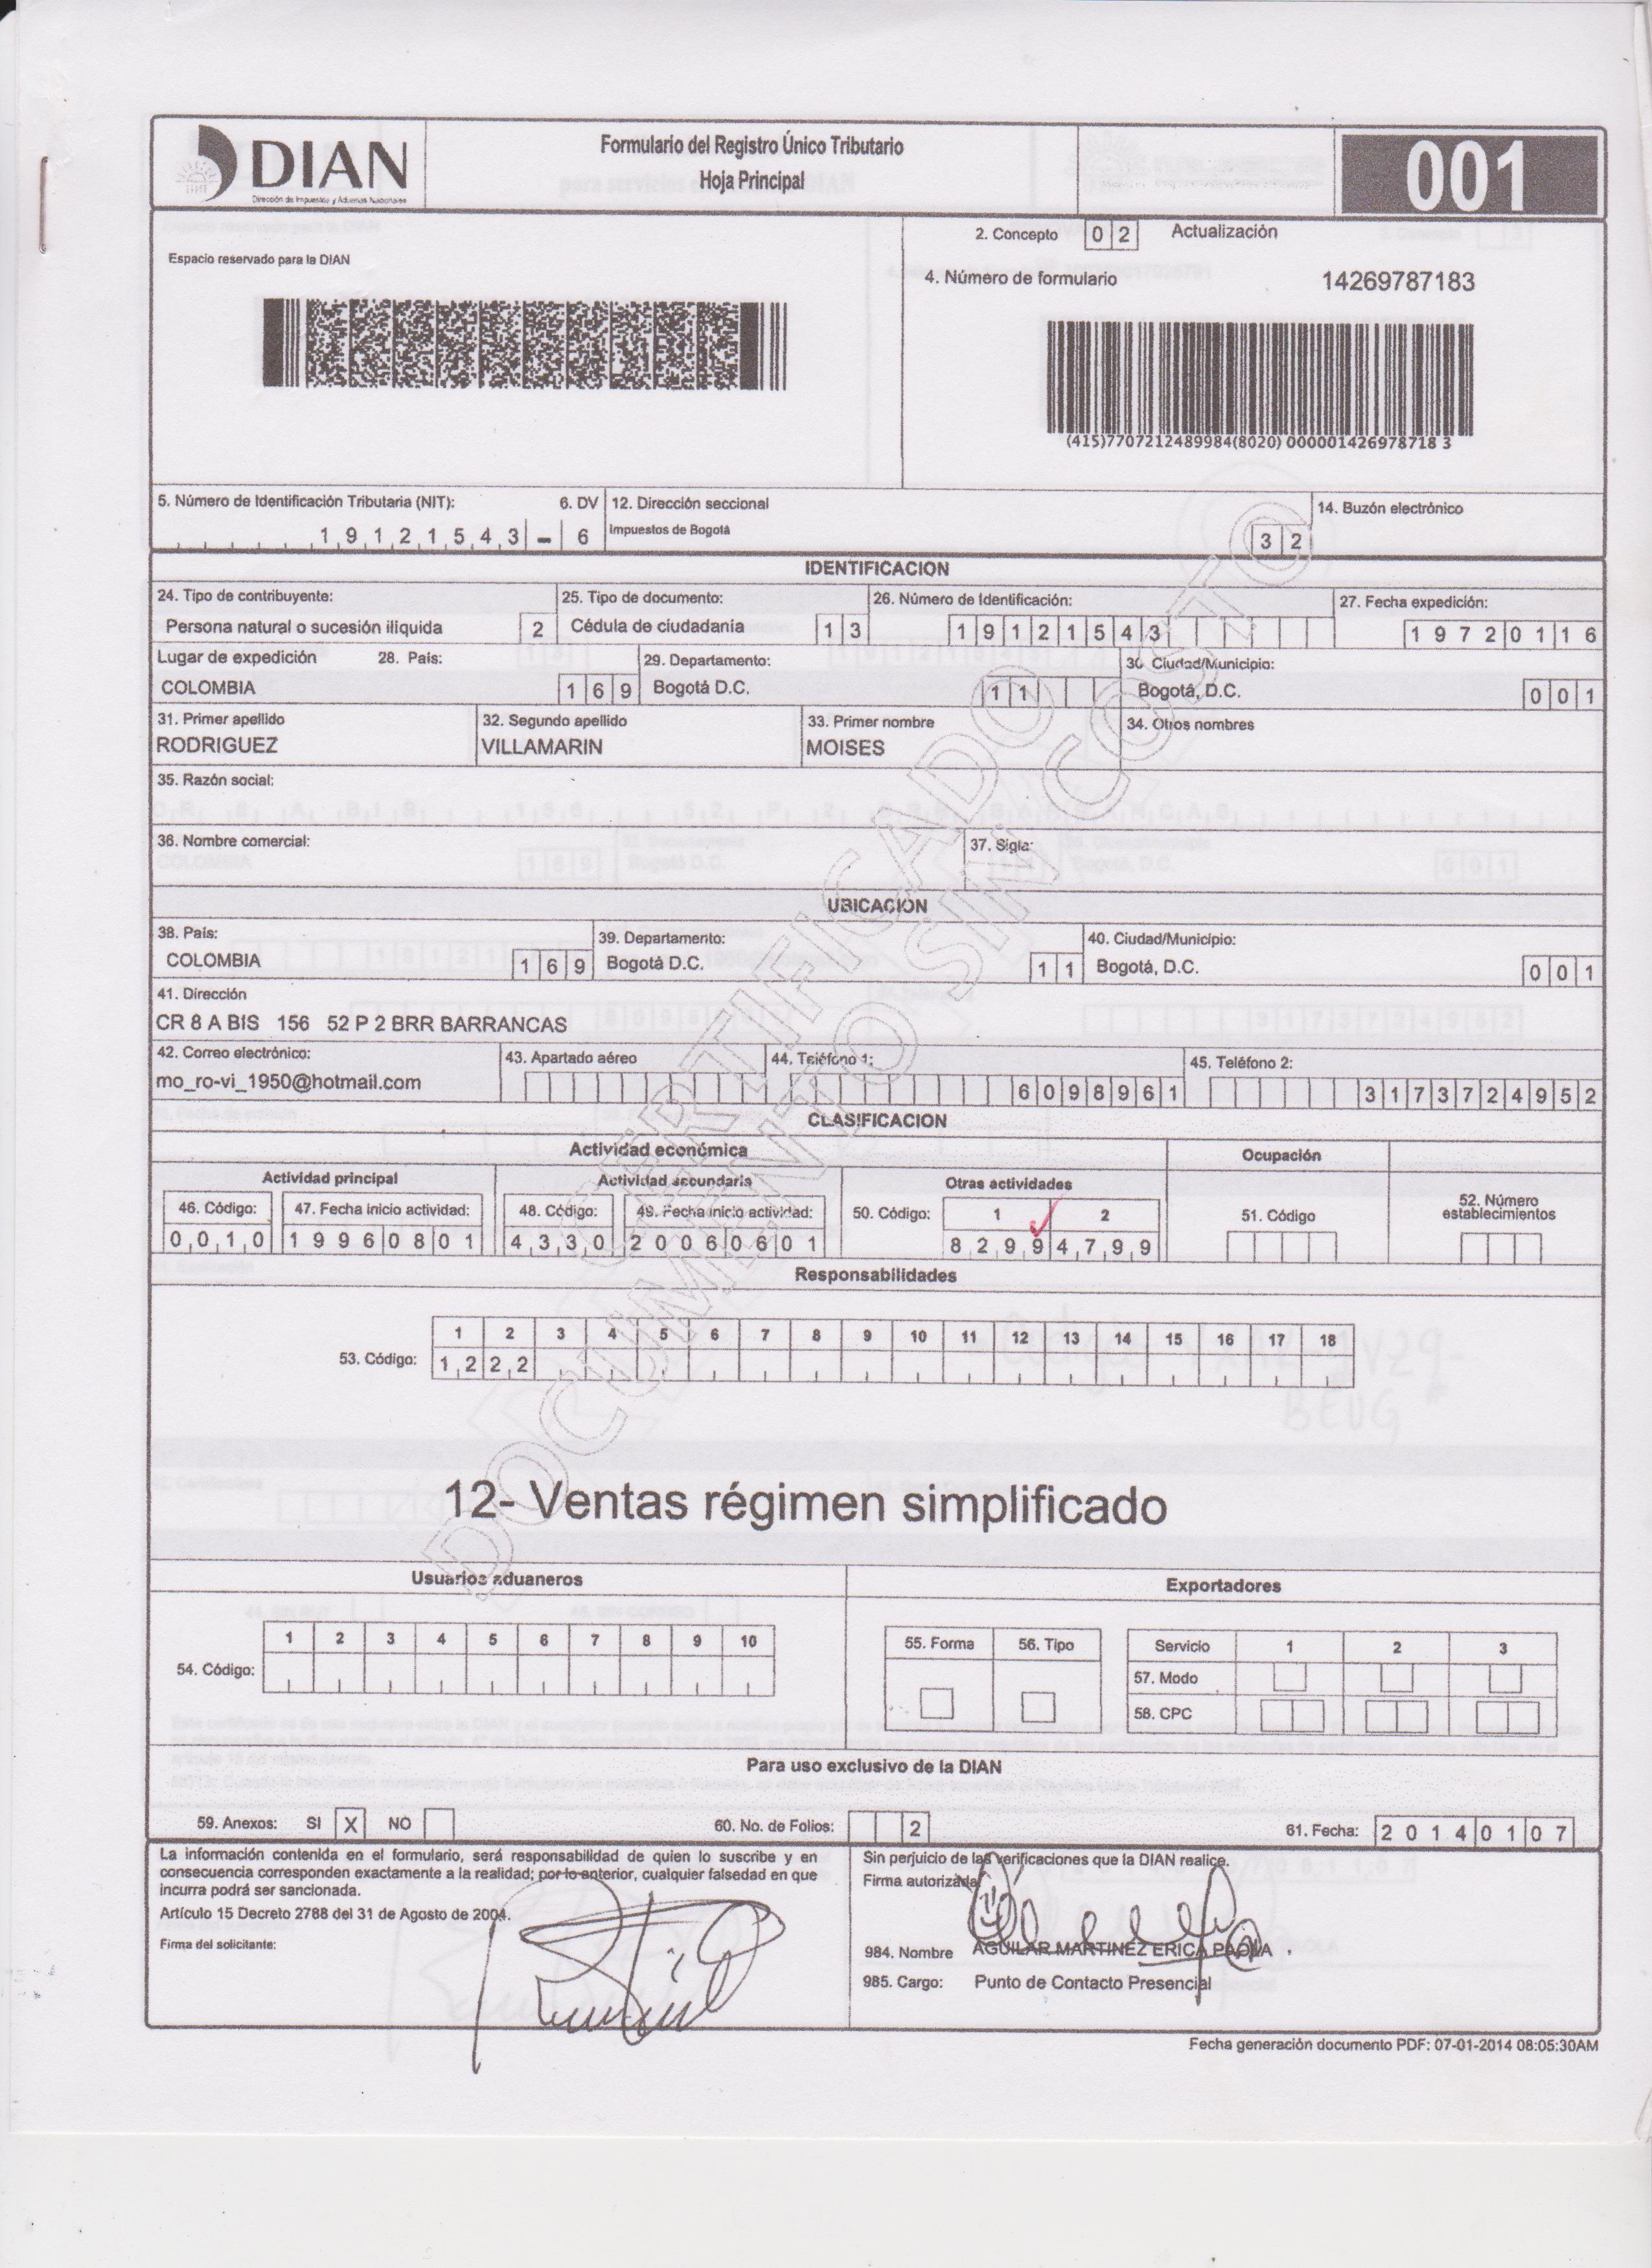 DIAN
Dirección de Impuestos y Aduanas Nacionales
Formulario del Registro Único Tributario
Hoja Principal
001
2. Concepto 0 2 Actualización
Espacio reservado para la DIAN
4. Número de formulario 14269787183
(415)7707212489984(8020) 000001426978718 3
5. Número de Identificación Tributaria (NIT): 6. DV 12. Dirección seccional 14. Buzón electrónico
1 9 1 2 1 5 4 3 - 6 Impuestos de Bogotá 3 2
IDENTIFICACION
24. Tipo de contribuyente: 25. Tipo de documento: 26. Número de Identificación: 27. Fecha expedición:
Persona natural o sucesión iliquida 2 Cédula de ciudadanía 1 3 1 9 1 2 1 5 4 3 1 9 7 2 0 1 1 6
Lugar de expedición 28. País: 29. Departamento: 30. Ciudad/Municipio:
COLOMBIA 1 6 9 Bogotá D.C. 1 1 Bogotá, D.C. 0 0 1
31. Primer apellido 32. Segundo apellido 33. Primer nombre 34. Otros nombres
RODRIGUEZ VILLAMARIN MOISES
35. Razón social:
36. Nombre comercial: 37. Sigla:
UBICACION
38. País: 39. Departamento: 40. Ciudad/Municipio:
COLOMBIA 1 6 9 Bogotá D.C. 1 1 Bogotá, D.C. 0 0 1
41. Dirección
CR 8 A BIS 156 52 P 2 BRR BARRANCAS
42. Correo electrónico: 43. Apartado aéreo 44. Teléfono 1: 45. Teléfono 2:
mo_ro-vi_1950@hotmail.com 6 0 9 8 9 6 1 3 1 7 3 7 2 4 9 5 2
CLASIFICACION
Actividad económica Ocupación
Actividad principal Actividad secundaria Otras actividades 52. Número establecimientos
46. Código: 47. Fecha inicio actividad: 48. Código: 49. Fecha inicio actividad: 50. Código: 1 2 51. Código
0 0 1 0 1 9 9 6 0 8 0 1 4 3 3 0 2 0 0 6 0 6 0 1 8 2 9 9 4 7 9 9
Responsabilidades
1 2 3 4 5 6 7 8 9 10 11 12 13 14 15 16 17 18
53. Código: 1 2 2 2
12- Ventas régimen simplificado
Usuarios aduaneros Exportadores
1 2 3 4 5 6 7 8 9 10 55. Forma 56. Tipo Servicio 1 2 3
54. Código: 57. Modo
58. CPC
Para uso exclusivo de la DIAN
59. Anexos: SI X NO 60. No. de Folios: 2 61. Fecha: 2 0 1 4 0 1 0 7
La información contenida en el formulario, será responsabilidad de quien lo suscribe y en
consecuencia corresponden exactamente a la realidad; por lo anterior, cualquier falsedad en que
incurra podrá ser sancionada.
Artículo 15 Decreto 2788 del 31 de Agosto de 2004.
Firma del solicitante:
Sin perjuicio de las verificaciones que la DIAN realice.
Firma autorizada
984. Nombre AGUILAR MARTINEZ ERICA PAOLA
985. Cargo: Punto de Contacto Presencial
Fecha generación documento PDF: 07-01-2014 08:05:30AM
CERTIFICADO
DOCUMENTO SIN COSTO